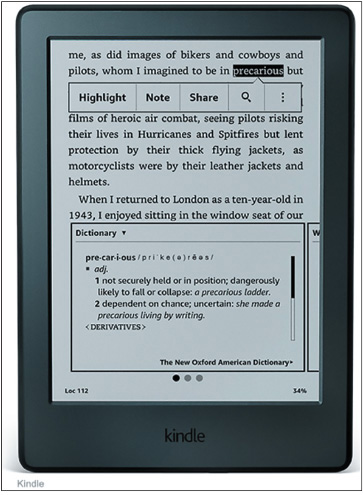 me, as did images of bikers and cowboys and
pilots, whom I imagined to be in precarious but
Highlight Note Share
films of heroic air combat, seeing pilots risking
their lives in Hurricanes and Spitfires but lent
protection by their thick flying jackets, as
motorcyclists were by their leather jackets and
helmets.
When I returned to London as a ten-year-old in
1943, I enjoyed sitting in the window seat of our
Dictionary ▼ W
pre·car·i·ous /priˈke(ə)rēəs/
▪ adj.
1 not securely held or in position; dangerously
likely to fall or collapse: a precarious ladder.
2 dependent on chance; uncertain: she made a
precarious living by writing.
<DERIVATIVES>
The New Oxford American Dictionary▸
Loc 112 34%
kindle
Kindle